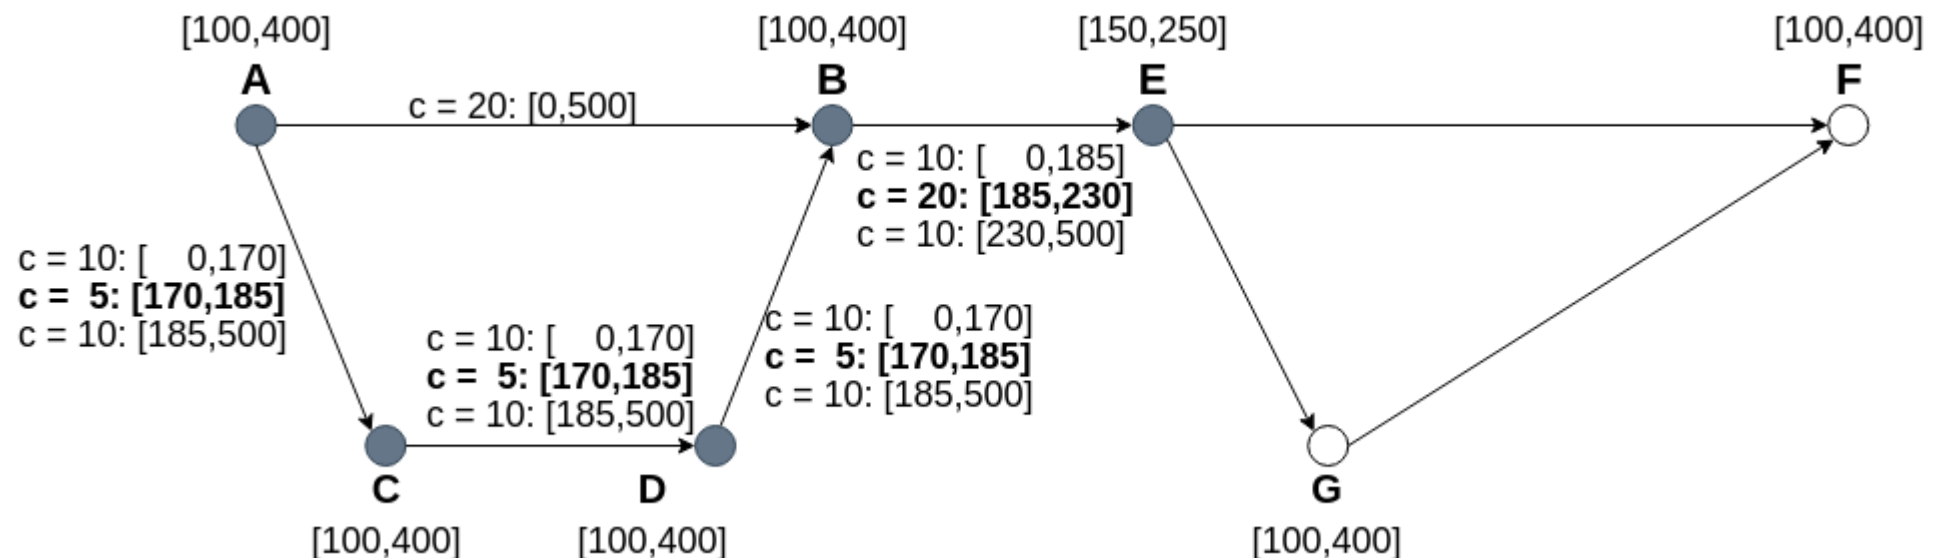 [100,400]
[100,400]
[150,250]
[100,400]
A
B
E
F
c = 20: [0,500]
c = 10: [    0,185]
c = 20: [185,230]
c = 10: [230,500]
c = 10: [    0,170]
c =  5: [170,185]
c = 10: [185,500]
c = 10: [    0,170]
c =  5: [170,185]
c = 10: [185,500]
c = 10: [    0,170]
c =  5: [170,185]
c = 10: [185,500]
C
D
G
[100,400]
[100,400]
[100,400]